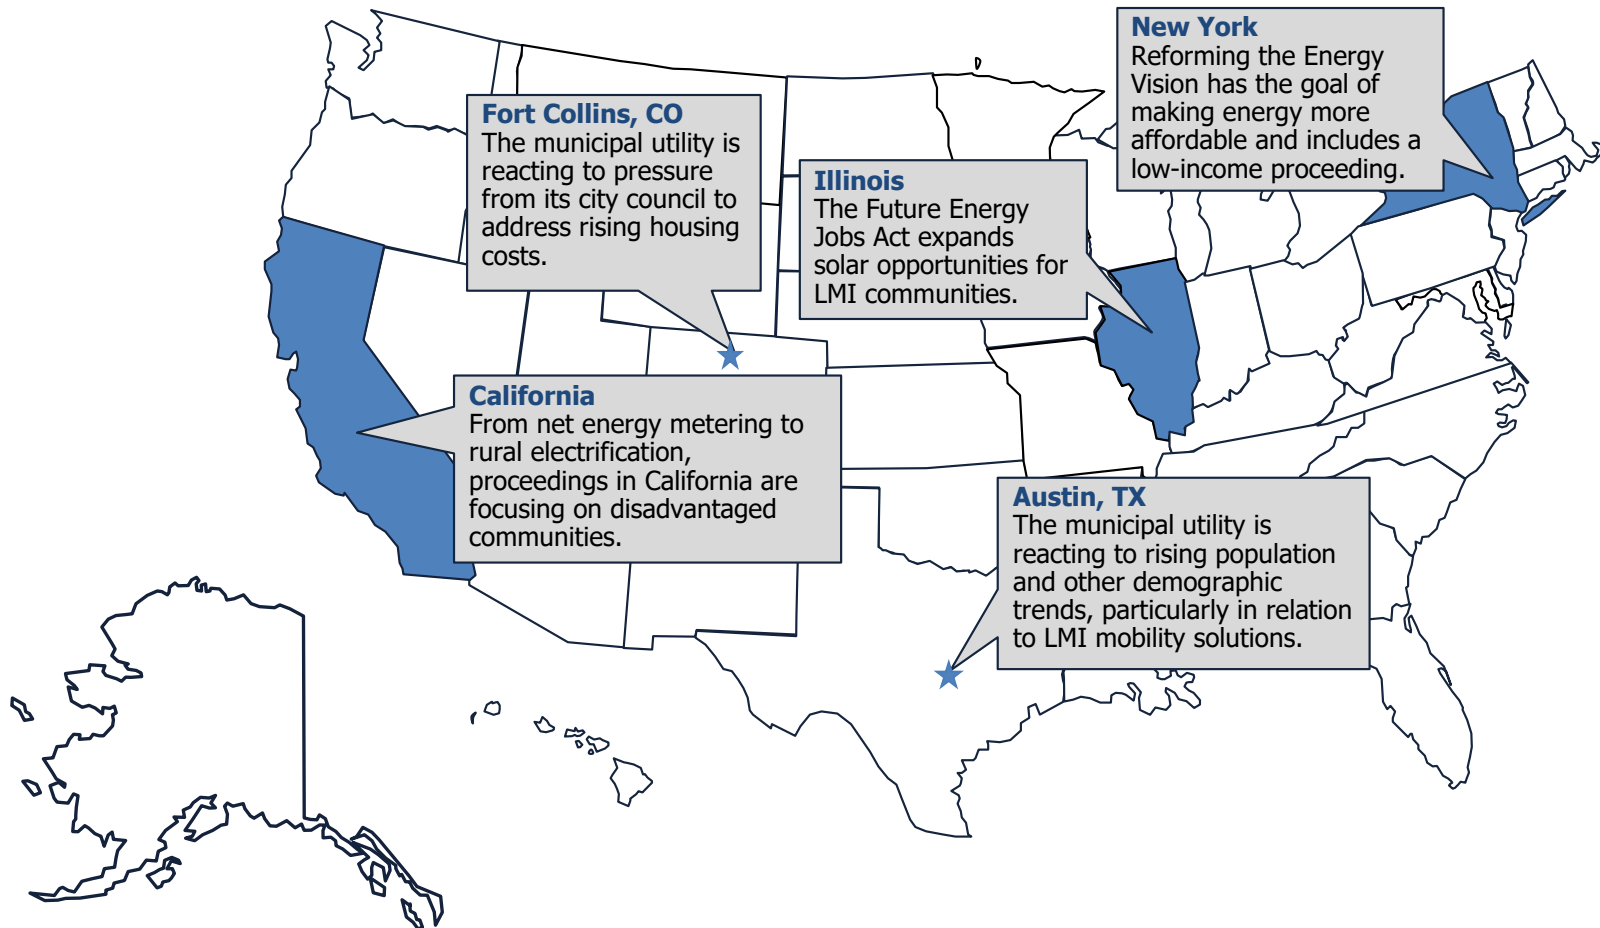 New York
Reforming the Energy
Vision has the goal of
making energy more
affordable and includes a
low-income proceeding.
Fort Collins, CO
The municipal utility is
reacting to pressure
from its city council to
address rising housing
costs.
Illinois
The Future Energy
Jobs Act expands
solar opportunities for
LMI communities.
California
From net energy metering to
rural electrification,
proceedings in California are
focusing on disadvantaged
communities.
Austin, TX
The municipal utility is
reacting to rising population
and other demographic
trends, particularly in relation
to LMI mobility solutions.